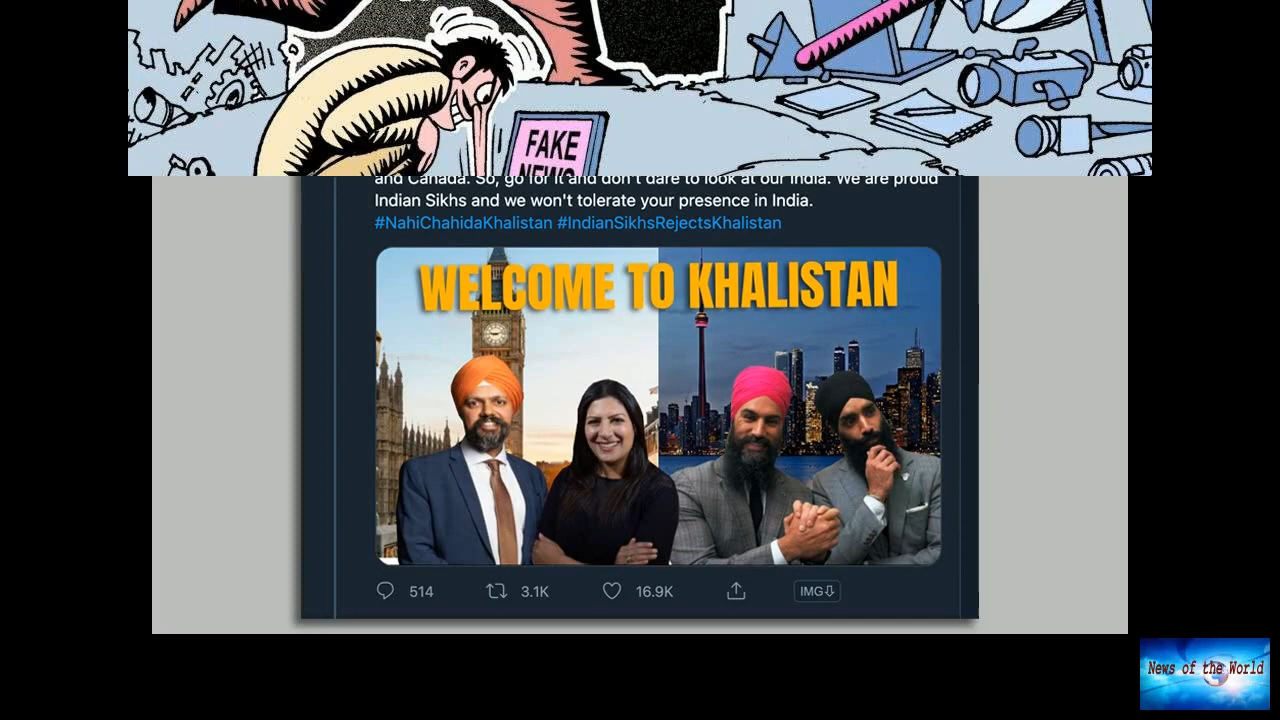 FAKE
NEWS
and Canada. So, go for it and don't dare to look at our India. We are proud
Indian Sikhs and we won't tolerate your presence in India.
#NahiChahidaKhalistan #IndianSikhsRejectsKhalistan
WELCOME TO KHALISTAN
514 3.1K 16.9K IMG
News of the World